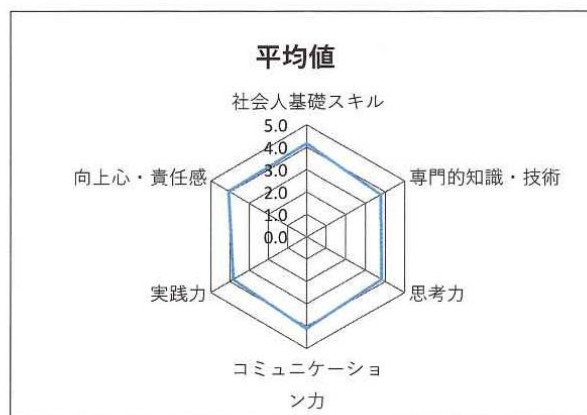 平均値
社会人基礎スキル
5.0
4.0
3.0
2.0
1.0
0.0
向上心・責任感
専門的知識・技術
実践力
思考力
コミュニケーショ
ン力